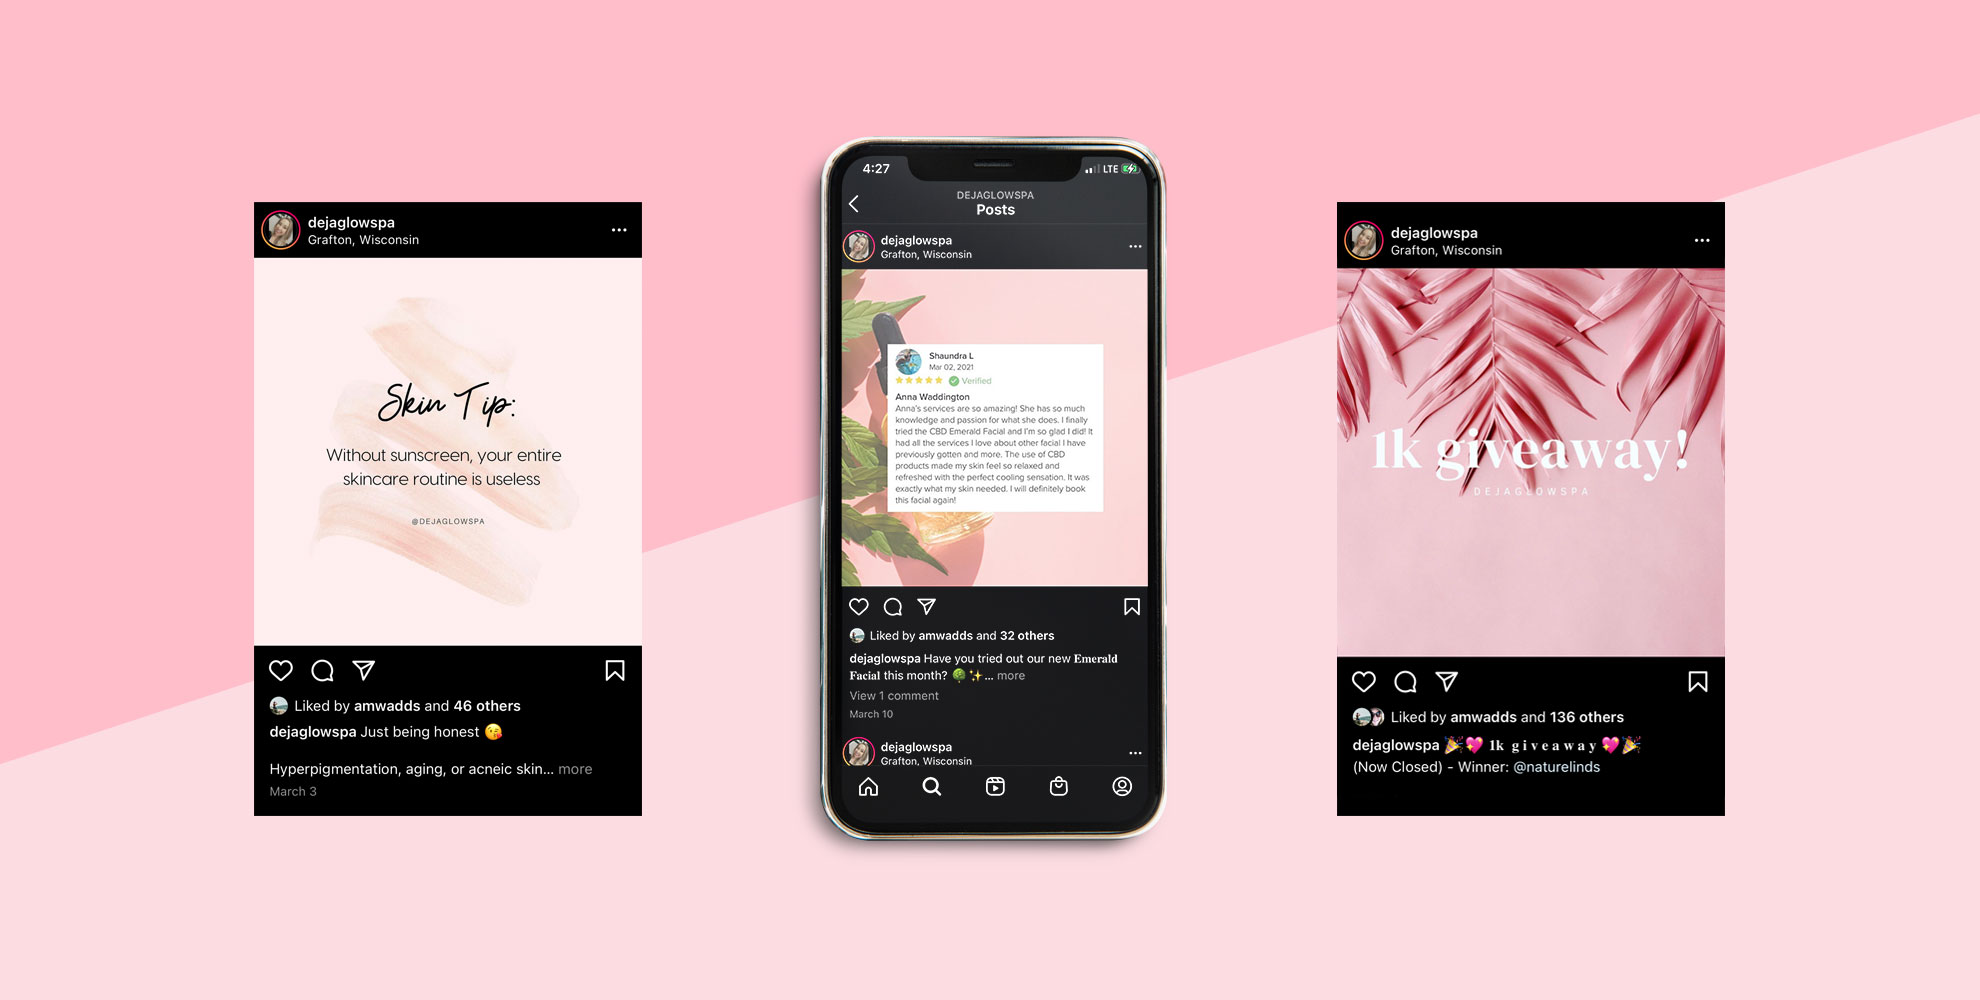 dejaglowspa
Grafton, Wisconsin
Skin Tip:
Without sunscreen, your entire
skincare routine is useless
@DEJAGLOWSPA
Liked by amwadds and 46 others
dejaglowspa Just being honest 😘
Hyperpigmentation, aging, or acneic skin... more
March 3
4:27
LTE
DEJAGLOWSPA
Posts
dejaglowspa
Grafton, Wisconsin
Shaundra L
Mar 02, 2021
Verified
Anna Waddington
Anna's services are so amazing! She has so much
knowledge and passion for what she does. I finally
tried the CBD Emerald Facial and I'm so glad I did! It
had all the services I love about other facial I have
previously gotten and more. The use of CBD
products made my skin feel so relaxed and
refreshed with the perfect cooling sensation. It was
exactly what my skin needed. I will definitely book
this facial again!
Liked by amwadds and 32 others
dejaglowspa Have you tried out our new Emerald
Facial this month? 🌳✨... more
View 1 comment
March 10
dejaglowspa
Grafton, Wisconsin
dejaglowspa
Grafton, Wisconsin
1k giveaway!
DEJAGLOWSPA
Liked by amwadds and 136 others
dejaglowspa 🎉💖 1k giveaway 💖🎉
(Now Closed) - Winner: @naturelinds